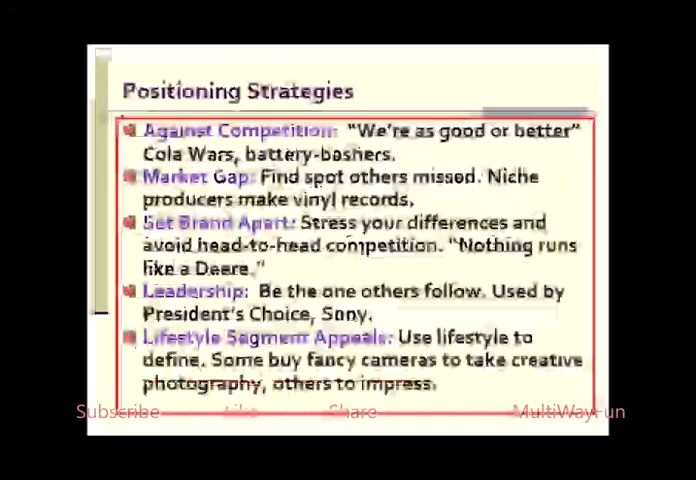 Positioning Strategies
Against Competition: "We're as good or better"
Cola Wars, battery-bashers.
Market Gap: Find spot others missed. Niche
producers make vinyl records.
Set Brand Apart: Stress your differences and
avoid head-to-head competition. "Nothing runs
like a Deere."
Leadership: Be the one others follow. Used by
President's Choice, Sony.
Lifestyle Segment Appeals: Use lifestyle to
define. Some buy fancy cameras to take creative
photography, others to impress.
Subscribe Like Share MultiWayFun